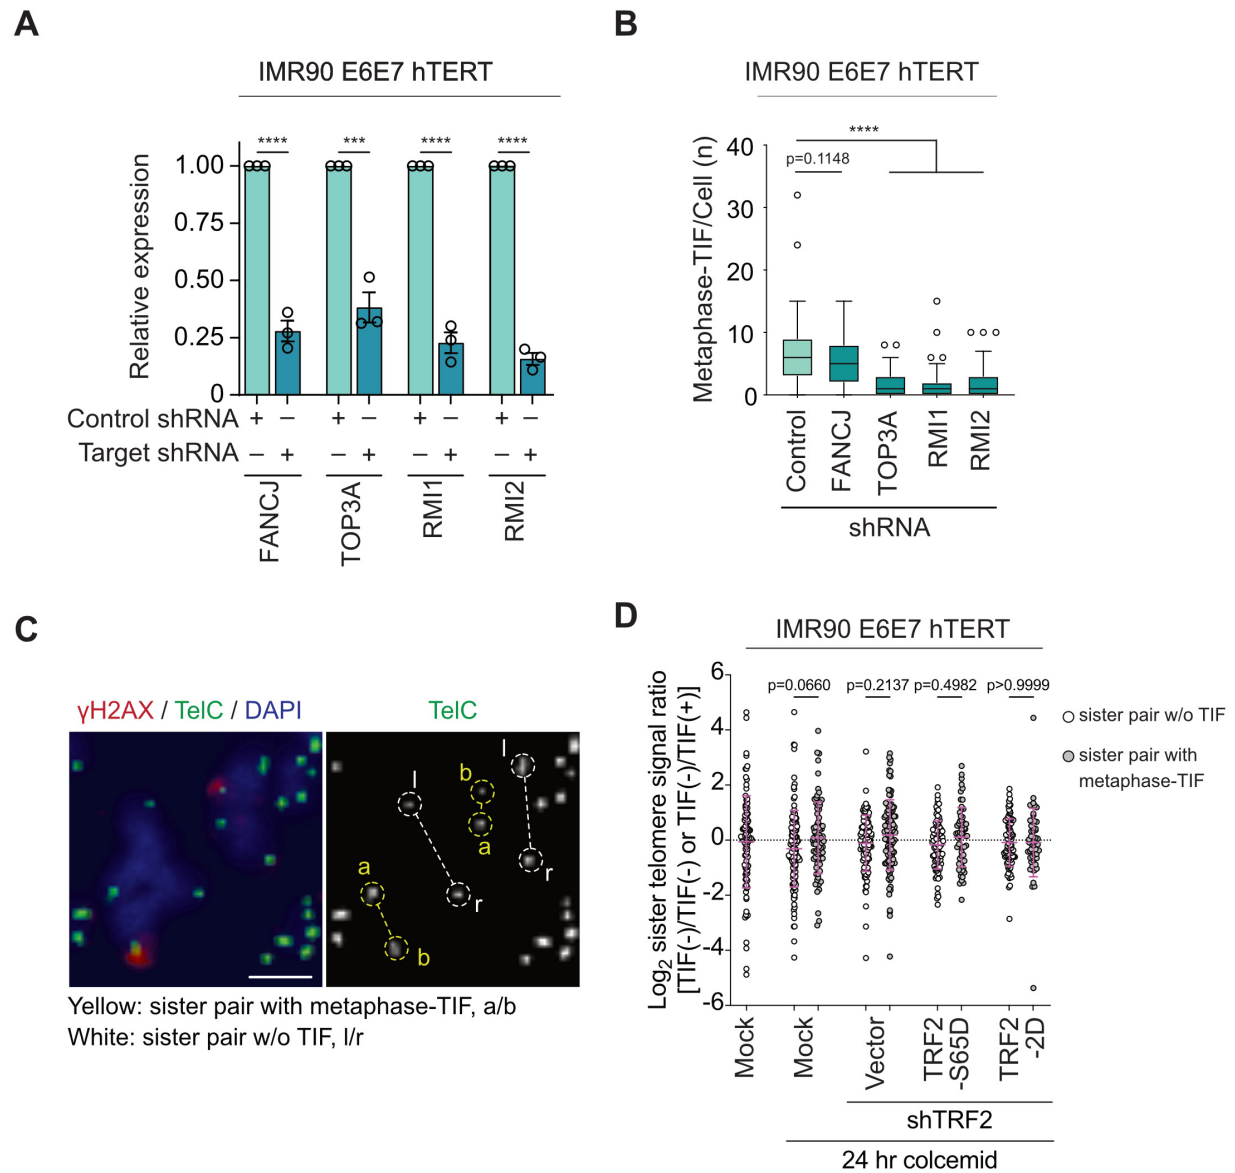 A
IMR90 E6E7 hTERT
Relative expression
1.00
0.75
0.50
0.25
0
**** *** **** ****
Control shRNA + − + − + − + −
Target shRNA − + − + − + − +
FANCJ
TOP3A
RMI1
RMI2
B
IMR90 E6E7 hTERT
Metaphase-TIF/Cell (n)
40
30
20
10
0
****
p=0.1148
Control
FANCJ
TOP3A
RMI1
RMI2
shRNA
C
γH2AX / TelC / DAPI
TelC
l
l
b
a
r
a
r
b
Yellow: sister pair with metaphase-TIF, a/b
White: sister pair w/o TIF, l/r
D
IMR90 E6E7 hTERT
Log2 sister telomere signal ratio
[TIF(-)/TIF(-) or TIF(-)/TIF(+)]
6
4
2
0
-2
-4
-6
p=0.0660 p=0.2137 p=0.4982 p>0.9999
sister pair w/o TIF
sister pair with
metaphase-TIF
Mock
Mock
Vector
TRF2
-S65D
TRF2
-2D
shTRF2
24 hr colcemid